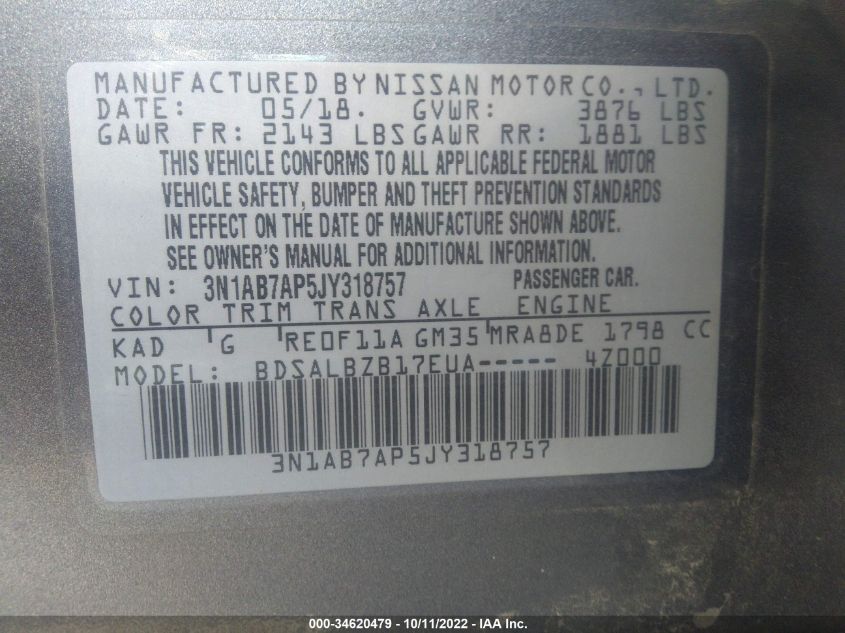 MANUFACTURED BY NISSAN MOTOR CO., LTD.
DATE: 05/18. GVWR: 3876 LBS
GAWR FR: 2143 LBS GAWR RR: 1881 LBS
THIS VEHICLE CONFORMS TO ALL APPLICABLE FEDERAL MOTOR
VEHICLE SAFETY, BUMPER AND THEFT PREVENTION STANDARDS
IN EFFECT ON THE DATE OF MANUFACTURE SHOWN ABOVE.
SEE OWNER'S MANUAL FOR ADDITIONAL INFORMATION.
VIN: 3N1AB7AP5JY318757 PASSENGER CAR.
COLOR TRIM TRANS AXLE ENGINE
KAD G RE0F11A GM35 MRA8DE 1798 CC
MODEL: BDSALBZB17EUA----- 4Z000
3N1AB7AP5JY318757
000-34620479 - 10/11/2022 - IAA Inc.